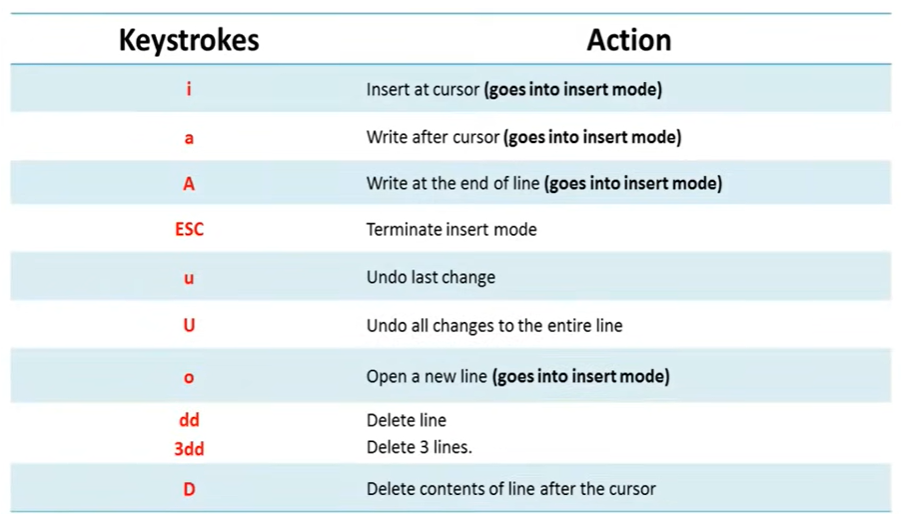 Keystrokes Action
i Insert at cursor (goes into insert mode)
a Write after cursor (goes into insert mode)
A Write at the end of line (goes into insert mode)
ESC Terminate insert mode
u Undo last change
U Undo all changes to the entire line
o Open a new line (goes into insert mode)
dd Delete line
3dd Delete 3 lines.
D Delete contents of line after the cursor